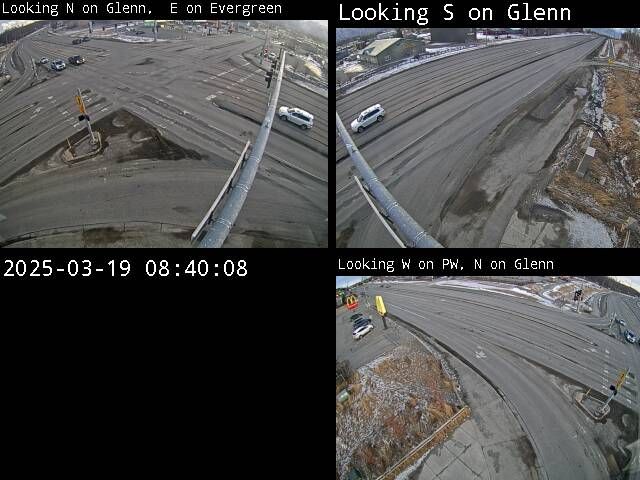 Looking N on Glenn,  E on Evergreen
Looking S on Glenn
2025-03-19 08:40:08
Looking W on PW, N on Glenn